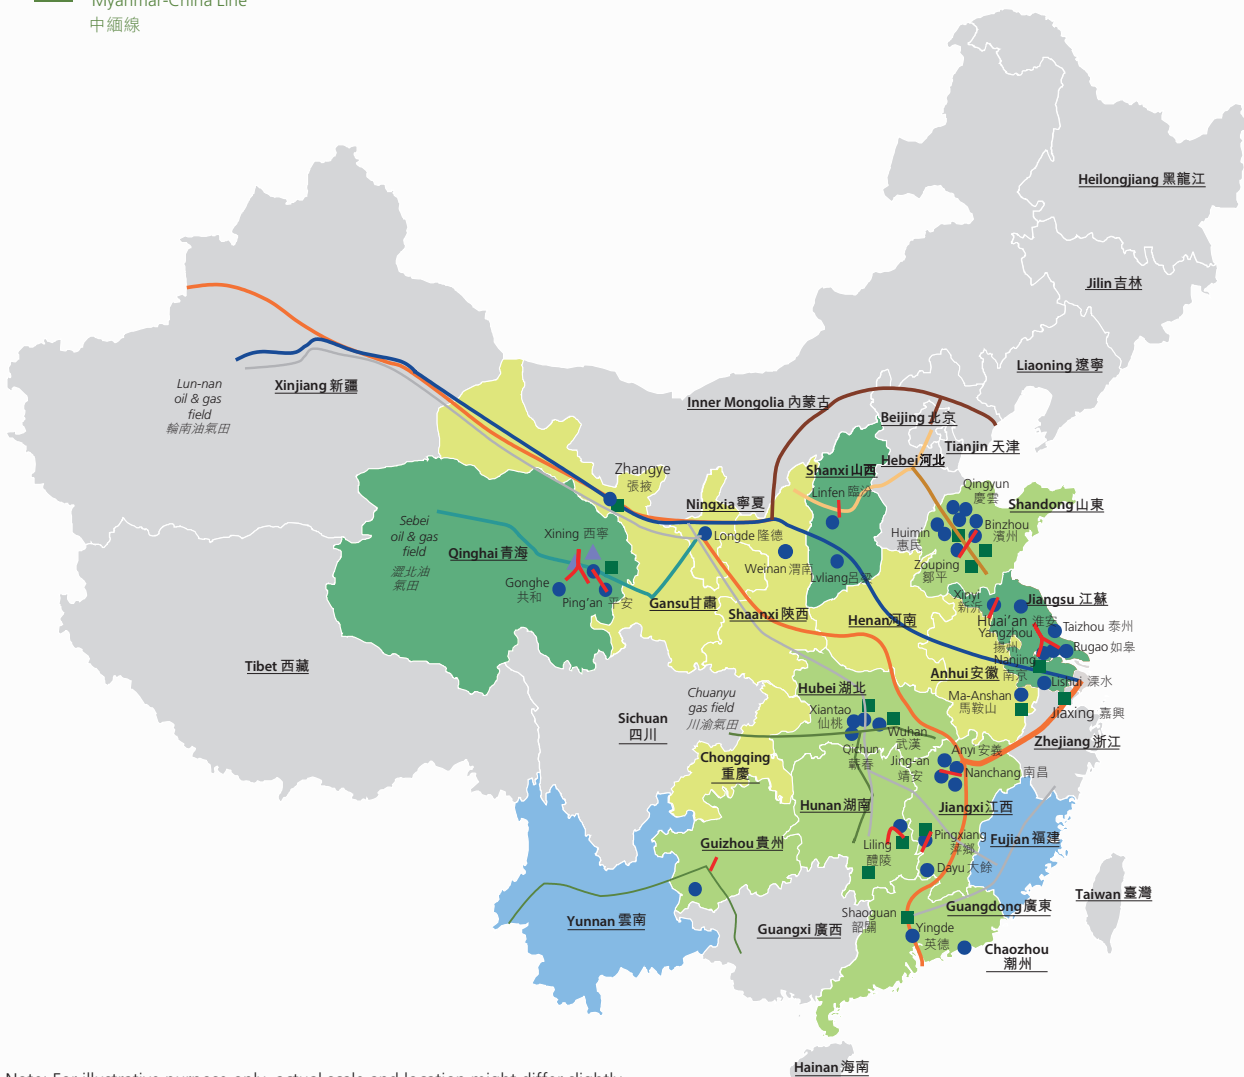 Myanmar-China Line
中緬線
Heilongjiang 黑龍江
Jilin 吉林
Liaoning 遼寧
Lun-nan
oil & gas
field
輪南油氣田
Xinjiang 新疆
Inner Mongolia 內蒙古
Beijing 北京
Tianjin 天津
Hebei 河北
Shanxi 山西
Zhangye
張掖
Linfen 臨汾
Qingyun
慶雲
Ningxia 寧夏
Shandong 山東
Sebei
oil & gas
field
澀北油
氣田
Xining 西寧
Longde 隆德
Huimin
惠民
Binzhou
濱州
Qinghai 青海
Weinan 渭南
Lvliang 呂梁
Zouping
鄒平
Gonghe
共和
Ping'an 平安
Gansu 甘肅
Shaanxi 陝西
Henan 河南
Xinyi
新沂
Jiangsu 江蘇
Huai'an 淮安
Taizhou 泰州
Yangzhou
揚州
Rugao 如皋
Nanjing
南京
Tibet 西藏
Anhui 安徽
Lishui 溧水
Chuanyu
gas field
川渝氣田
Hubei 湖北
Ma-Anshan
馬鞍山
Jiaxing 嘉興
Sichuan
四川
Xiantao
仙桃
Wuhan
武漢
Zhejiang 浙江
Qichun
蘄春
Anyi 安義
Chongqing
重慶
Jing-an
靖安
Nanchang 南昌
Hunan 湖南
Jiangxi 江西
Guizhou 貴州
Liling
醴陵
Pingxiang
萍鄉
Fujian 福建
Dayu 大餘
Taiwan 臺灣
Yunnan 雲南
Guangxi 廣西
Shaoguan
韶關
Guangdong 廣東
Yingde
英德
Chaozhou
潮州
Hainan 海南
Note: For illustrative purpose only, actual scale and location might differ slightly